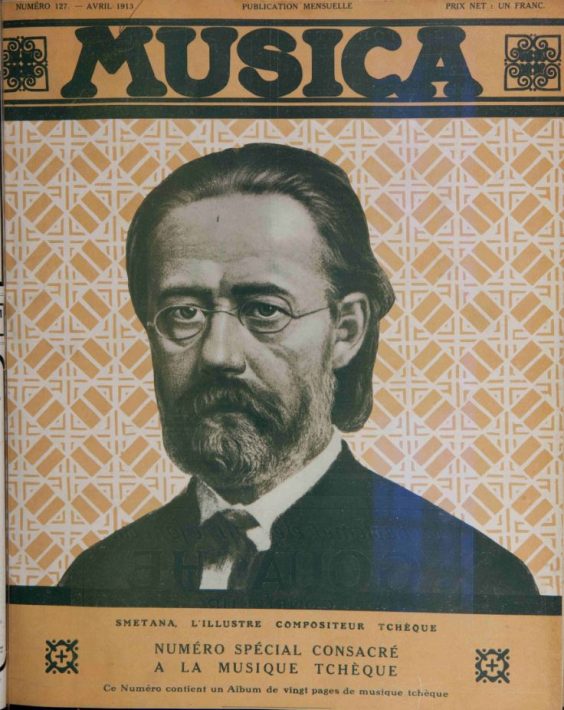 NUMÉRO 127. — AVRIL 1913.
PUBLICATION MENSUELLE
PRIX NET : UN FRANC.
MUSICA
SMETANA, L'ILLUSTRE COMPOSITEUR TCHÈQUE
NUMÉRO SPÉCIAL CONSACRÉ
A LA MUSIQUE TCHÈQUE
Ce Numéro contient un Album de vingt pages de musique tchèque